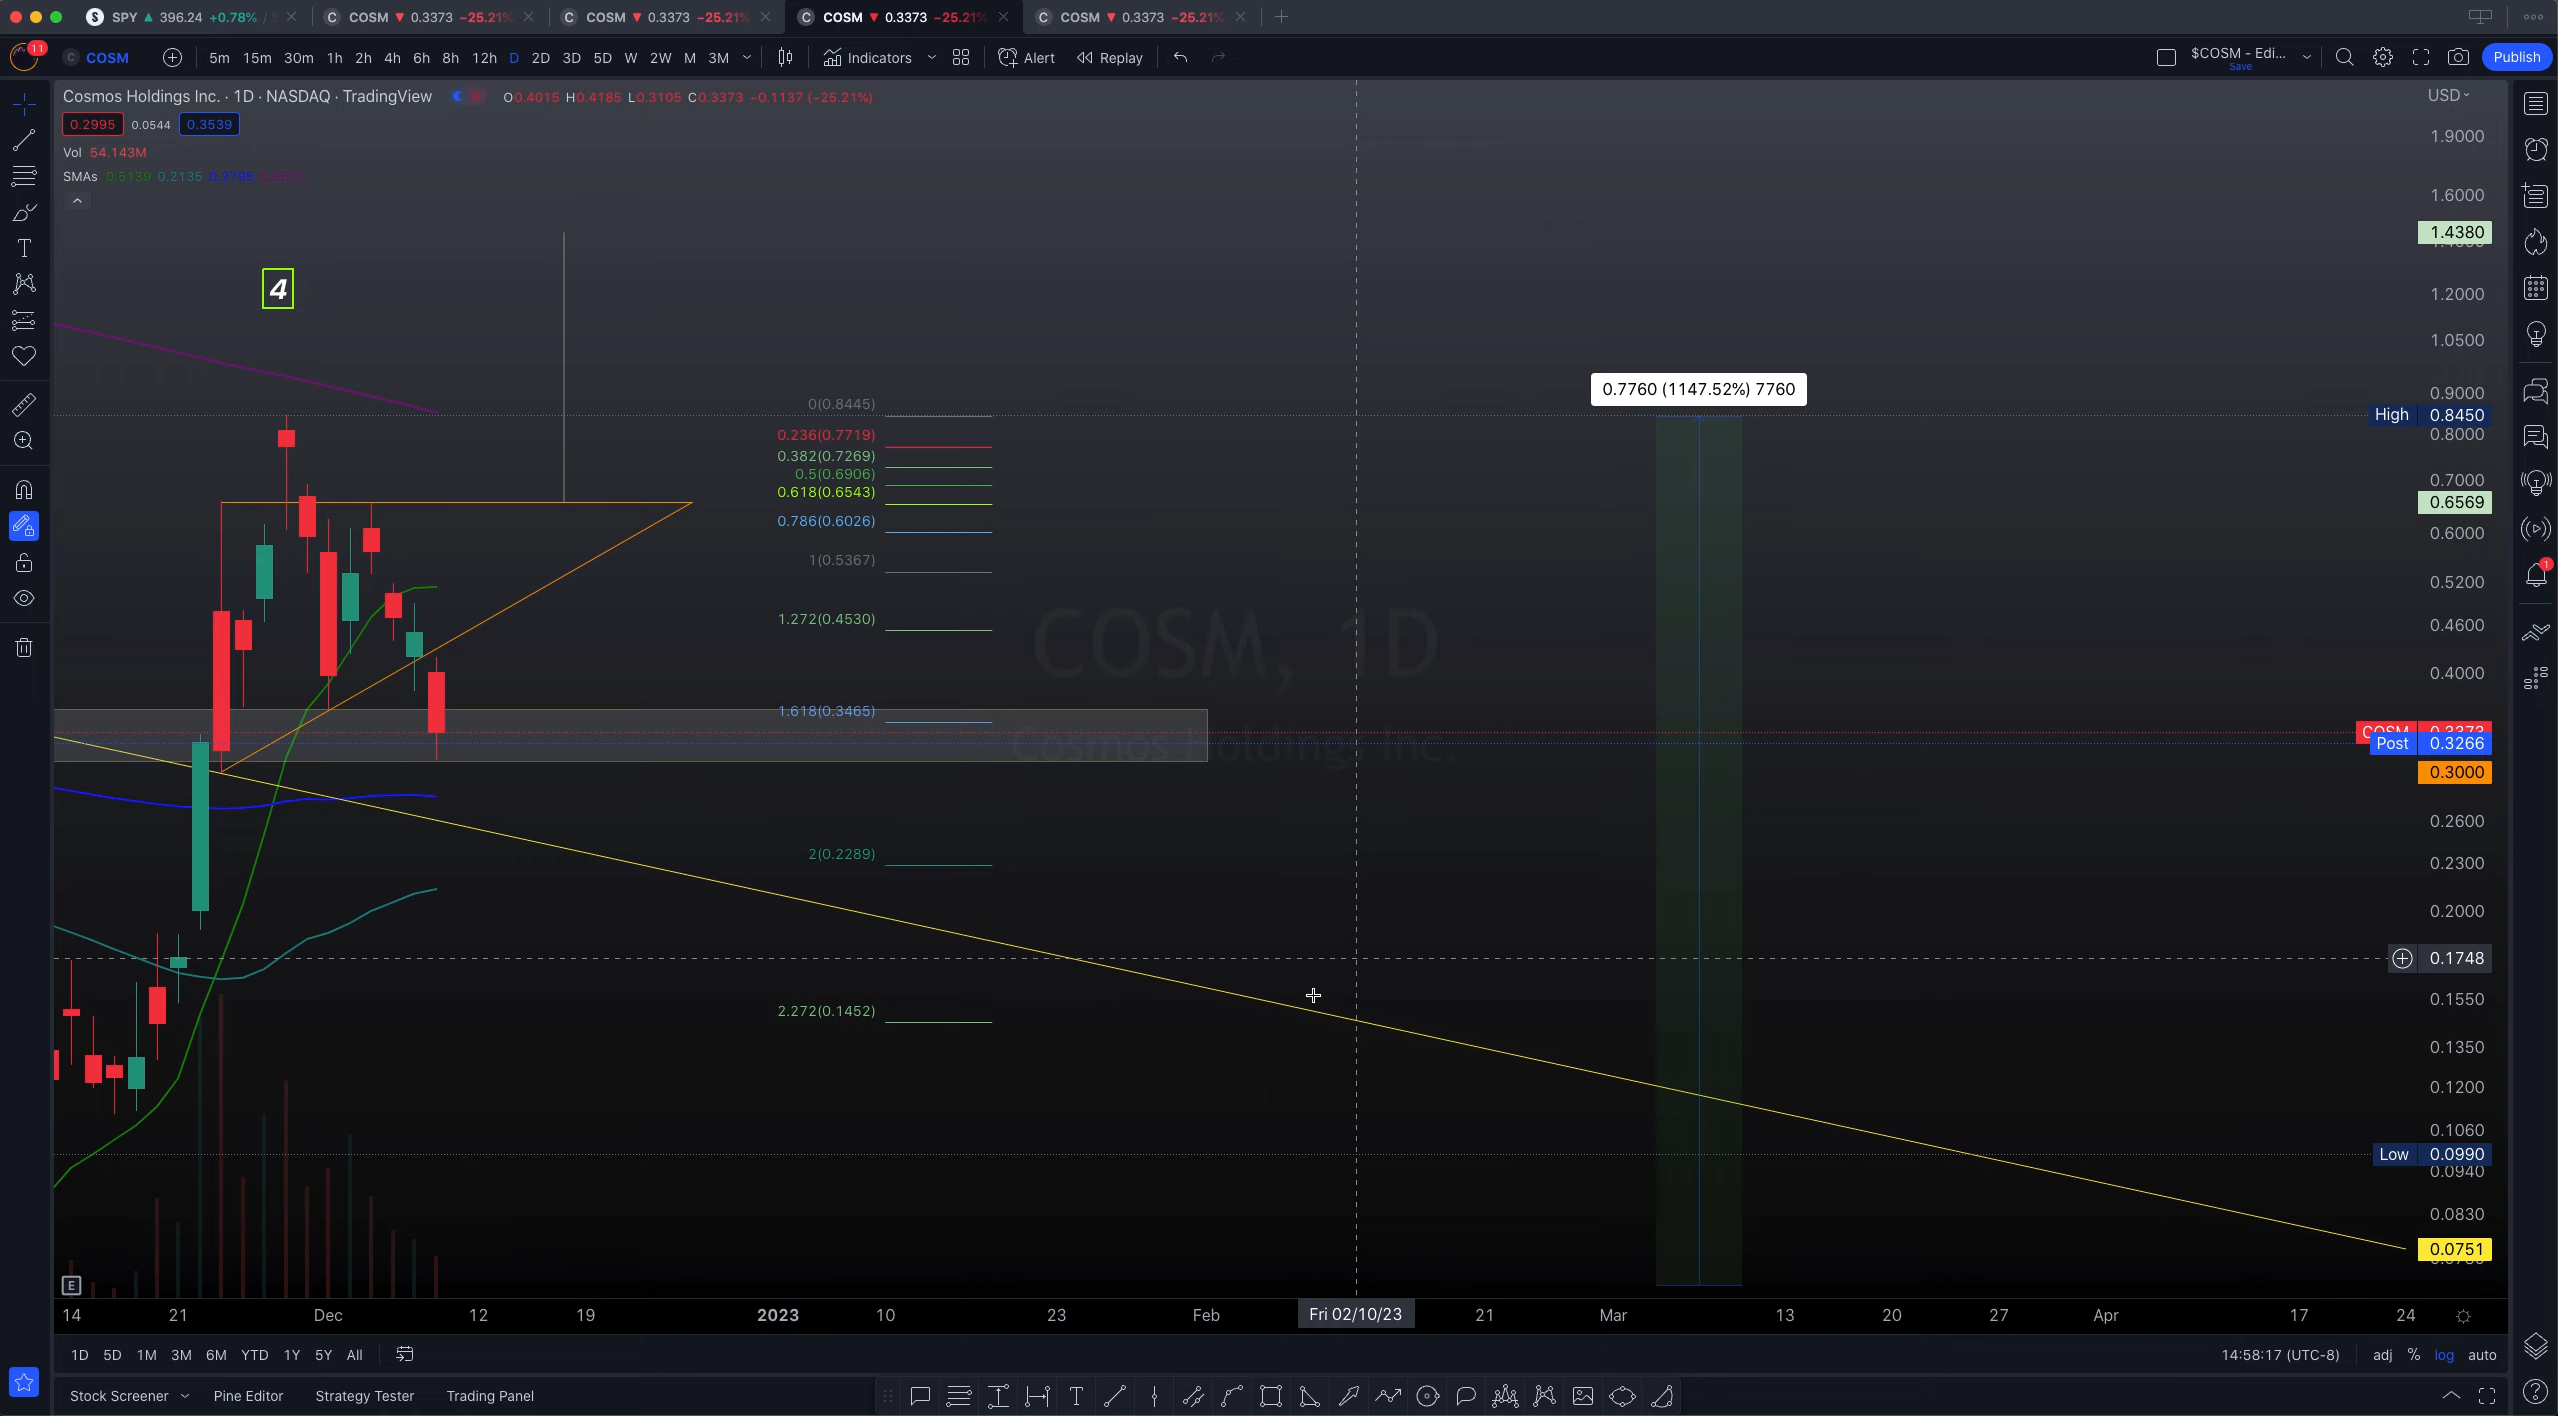 SPY 396.24 +0.78%
COSM 0.3373 −25.21%
COSM 0.3373 −25.21%
COSM 0.3373 −25.21%
COSM 0.3373 −25.21%
11
COSM
5m 15m 30m 1h 2h 4h 6h 8h 12h D 2D 3D 5D W 2W M 3M
Indicators
Alert
Replay
$COSM - Edi...
Save
Publish
Cosmos Holdings Inc. · 1D · NASDAQ · TradingView
O0.4015 H0.4185 L0.3105 C0.3373 −0.1137 (−25.21%)
USD
0.2995 0.0544 0.3539
Vol 54.143M
SMAs 0.5139 0.2135 0.2795
4
0.7760 (1147.52%) 7760
0(0.8445)
0.236(0.7719)
0.382(0.7269)
0.5(0.6906)
0.618(0.6543)
0.786(0.6026)
1(0.5367)
1.272(0.4530)
1.618(0.3465)
2(0.2289)
2.272(0.1452)
COSM, 1D
Cosmos Holdings Inc.
1.9000
1.6000
1.4380
1.2000
1.0500
0.9000
High 0.8450
0.8000
0.7000
0.6569
0.6000
0.5200
0.4600
0.4000
COSM 0.3373
Post 0.3266
0.3000
0.2600
0.2300
0.2000
0.1748
0.1550
0.1350
0.1200
0.1060
Low 0.0990
0.0940
0.0830
0.0751
1
E
14 21 Dec 12 19 2023 10 23 Feb Fri 02/10/23 21 Mar 13 20 27 Apr 17 24
1D 5D 1M 3M 6M YTD 1Y 5Y All
14:58:17 (UTC-8) adj % log auto
Stock Screener Pine Editor Strategy Tester Trading Panel